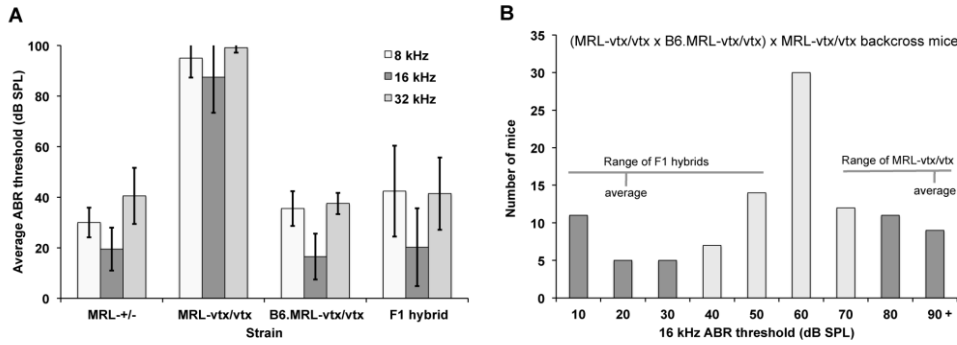 A
Average ABR threshold (dB SPL)
100
80
60
40
20
0
8 kHz
16 kHz
32 kHz
MRL-+/-
MRL-vtx/vtx
B6.MRL-vtx/vtx
F1 hybrid
Strain
B
(MRL-vtx/vtx x B6.MRL-vtx/vtx) x MRL-vtx/vtx backcross mice
Number of mice
35
30
25
20
15
10
5
0
Range of F1 hybrids
average
Range of MRL-vtx/vtx
average
10 20 30 40 50 60 70 80 90 +
16 kHz ABR threshold (dB SPL)